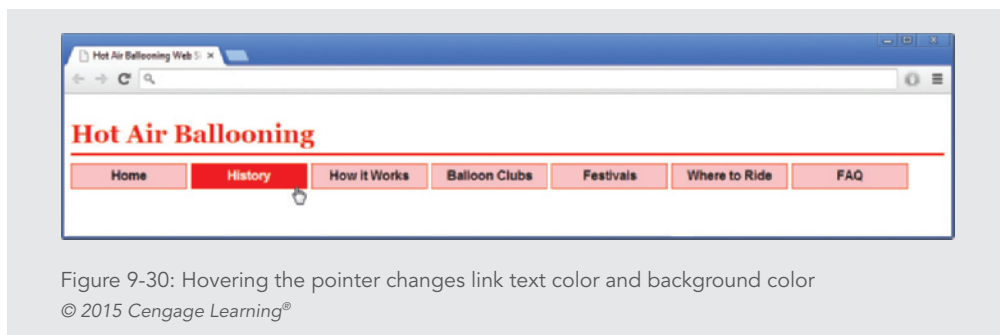 Hot Air Ballooning Web S
Hot Air Ballooning
Home History How it Works Balloon Clubs Festivals Where to Ride FAQ
Figure 9-30: Hovering the pointer changes link text color and background color
© 2015 Cengage Learning®